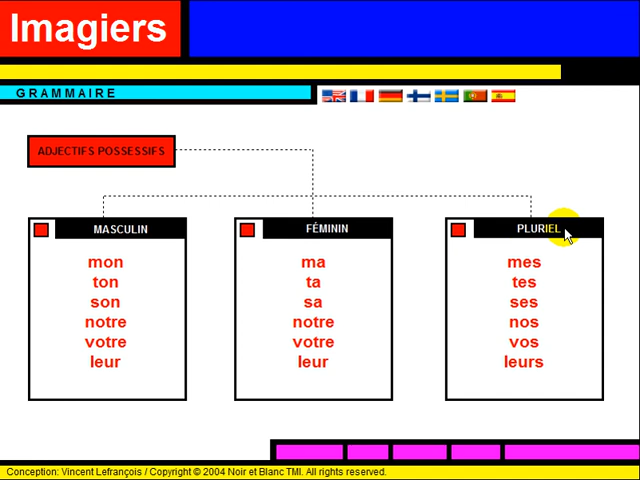 Imagiers
GRAMMAIRE
ADJECTIFS POSSESSIFS
MASCULIN
mon
ton
son
notre
votre
leur
FÉMININ
ma
ta
sa
notre
votre
leur
PLURIEL
mes
tes
ses
nos
vos
leurs
Conception: Vincent Lefrançois / Copyright © 2004 Noir et Blanc TMI. All rights reserved.